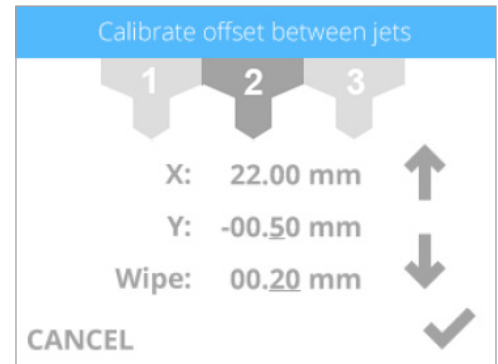 Calibrate offset between jets
1 2 3
X: 22.00 mm
Y: -00.50 mm
Wipe: 00.20 mm
CANCEL